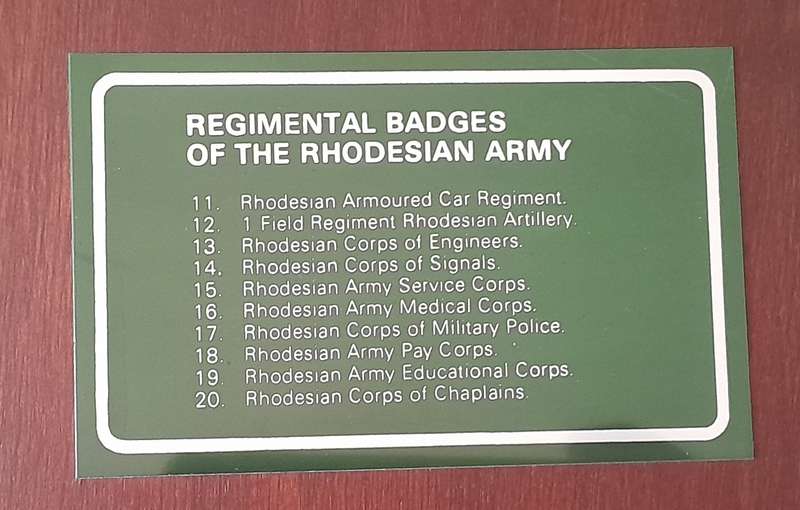 REGIMENTAL BADGES
OF THE RHODESIAN ARMY
11. Rhodesian Armoured Car Regiment.
12. 1 Field Regiment Rhodesian Artillery.
13. Rhodesian Corps of Engineers.
14. Rhodesian Corps of Signals.
15. Rhodesian Army Service Corps.
16. Rhodesian Army Medical Corps.
17. Rhodesian Corps of Military Police.
18. Rhodesian Army Pay Corps.
19. Rhodesian Army Educational Corps.
20. Rhodesian Corps of Chaplains.